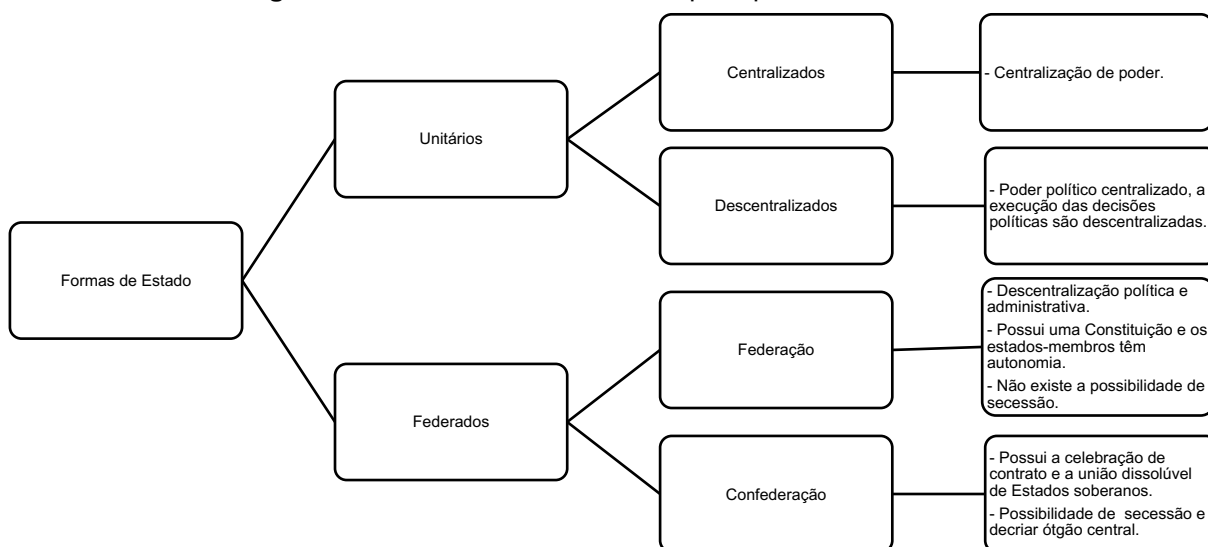 Centralizados
- Centralização de poder.
Unitários
Descentralizados
- Poder político centralizado, a
execução das decisões
políticas são descentralizadas.
Formas de Estado
Federação
- Descentralização política e
administrativa.
- Possui uma Constituição e os
estados-membros têm
autonomia.
- Não existe a possibilidade de
secessão.
Federados
Confederação
- Possui a celebração de
contrato e a união dissolúvel
de Estados soberanos.
- Possibilidade de secessão e
decriar ótgão central.